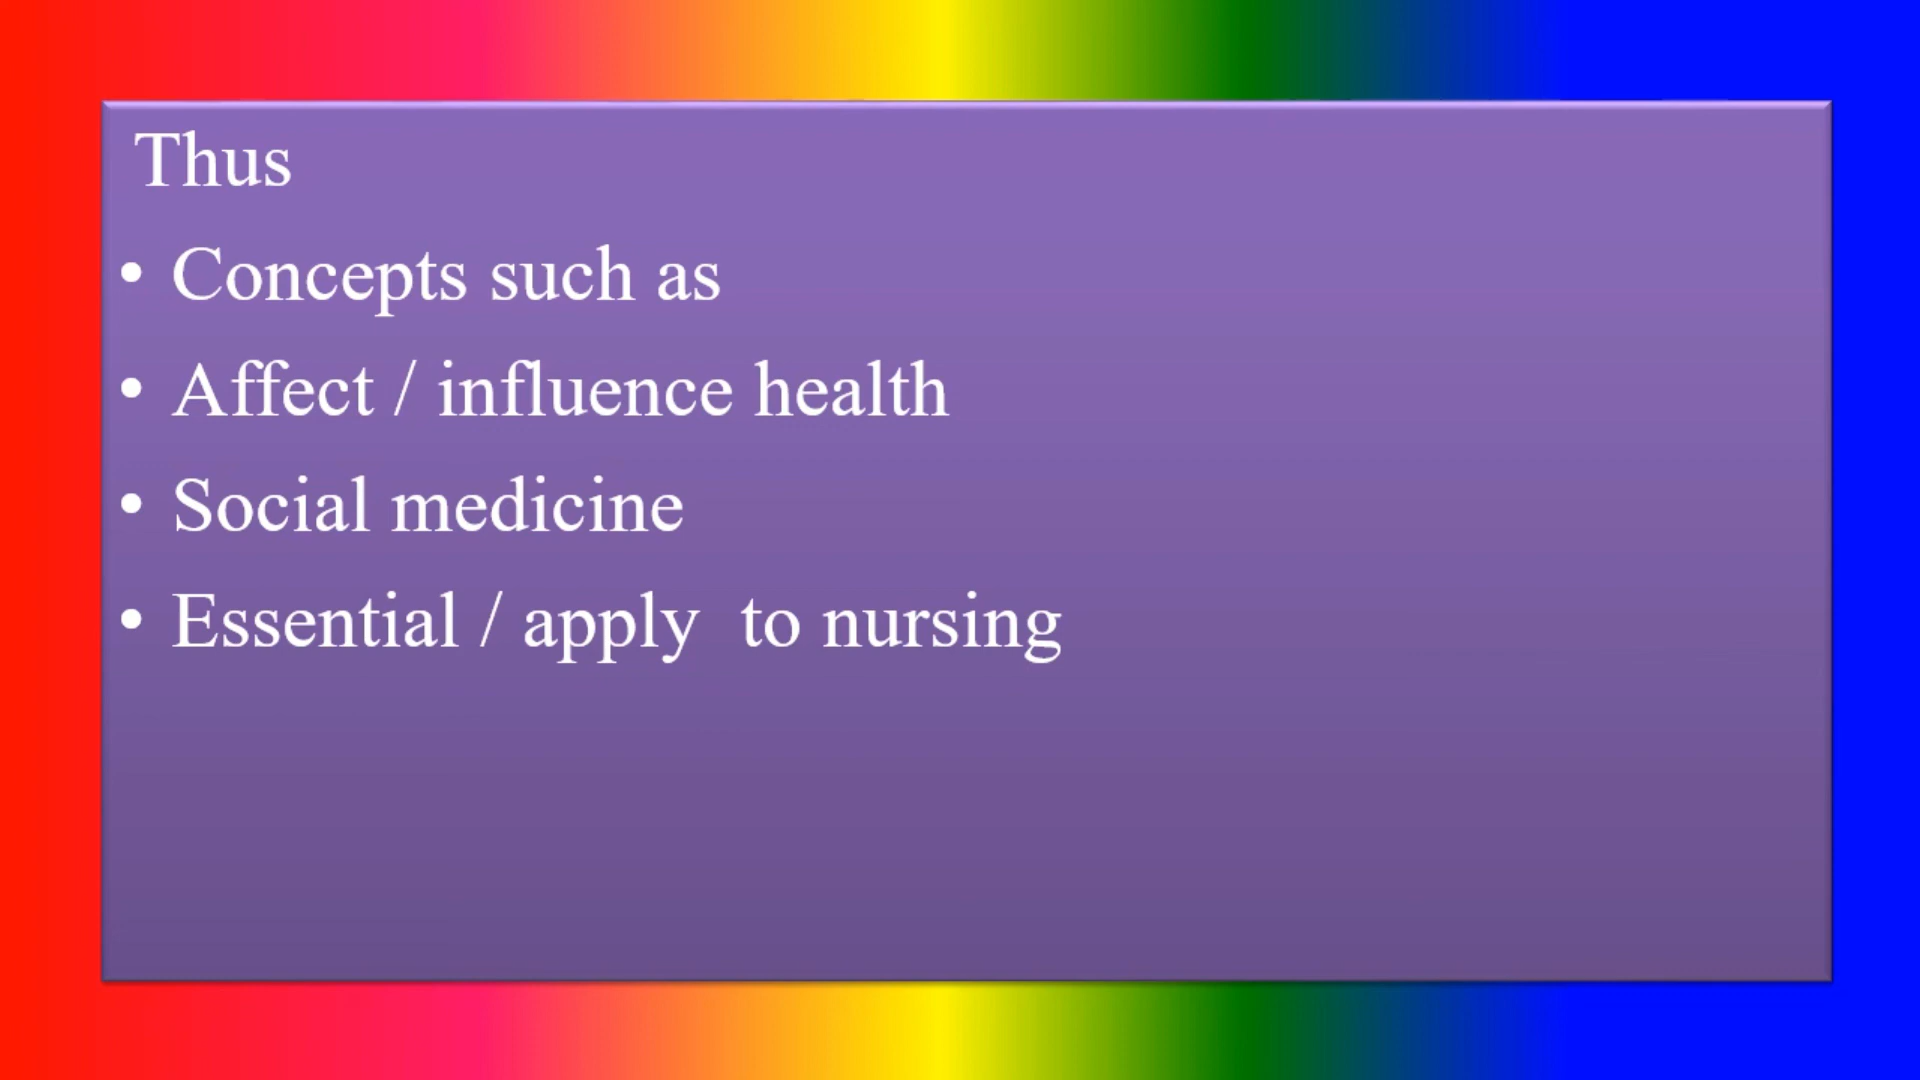 Thus
• Concepts such as
• Affect / influence health
• Social medicine
• Essential / apply  to nursing